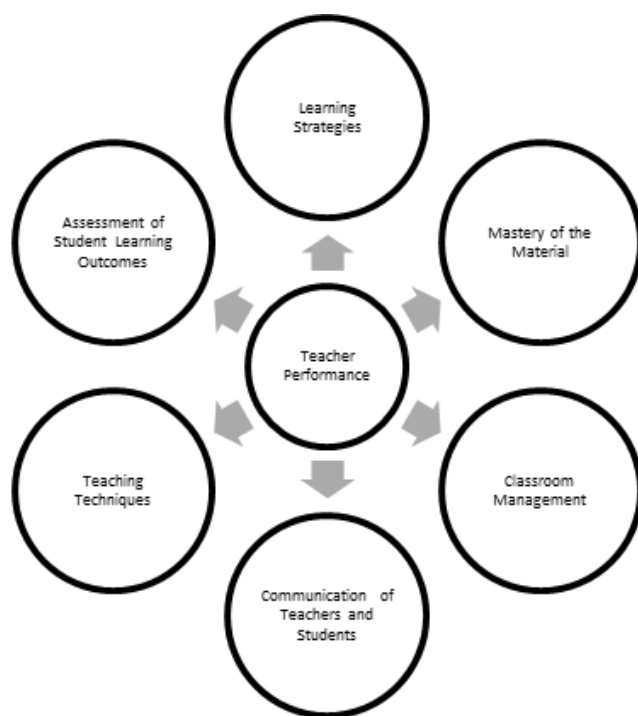 Learning
Strategies
Assessment of
Student Learning
Outcomes
Mastery of the
Material
Teacher
Performance
Teaching
Techniques
Classroom
Management
Communication of
Teachers and
Students